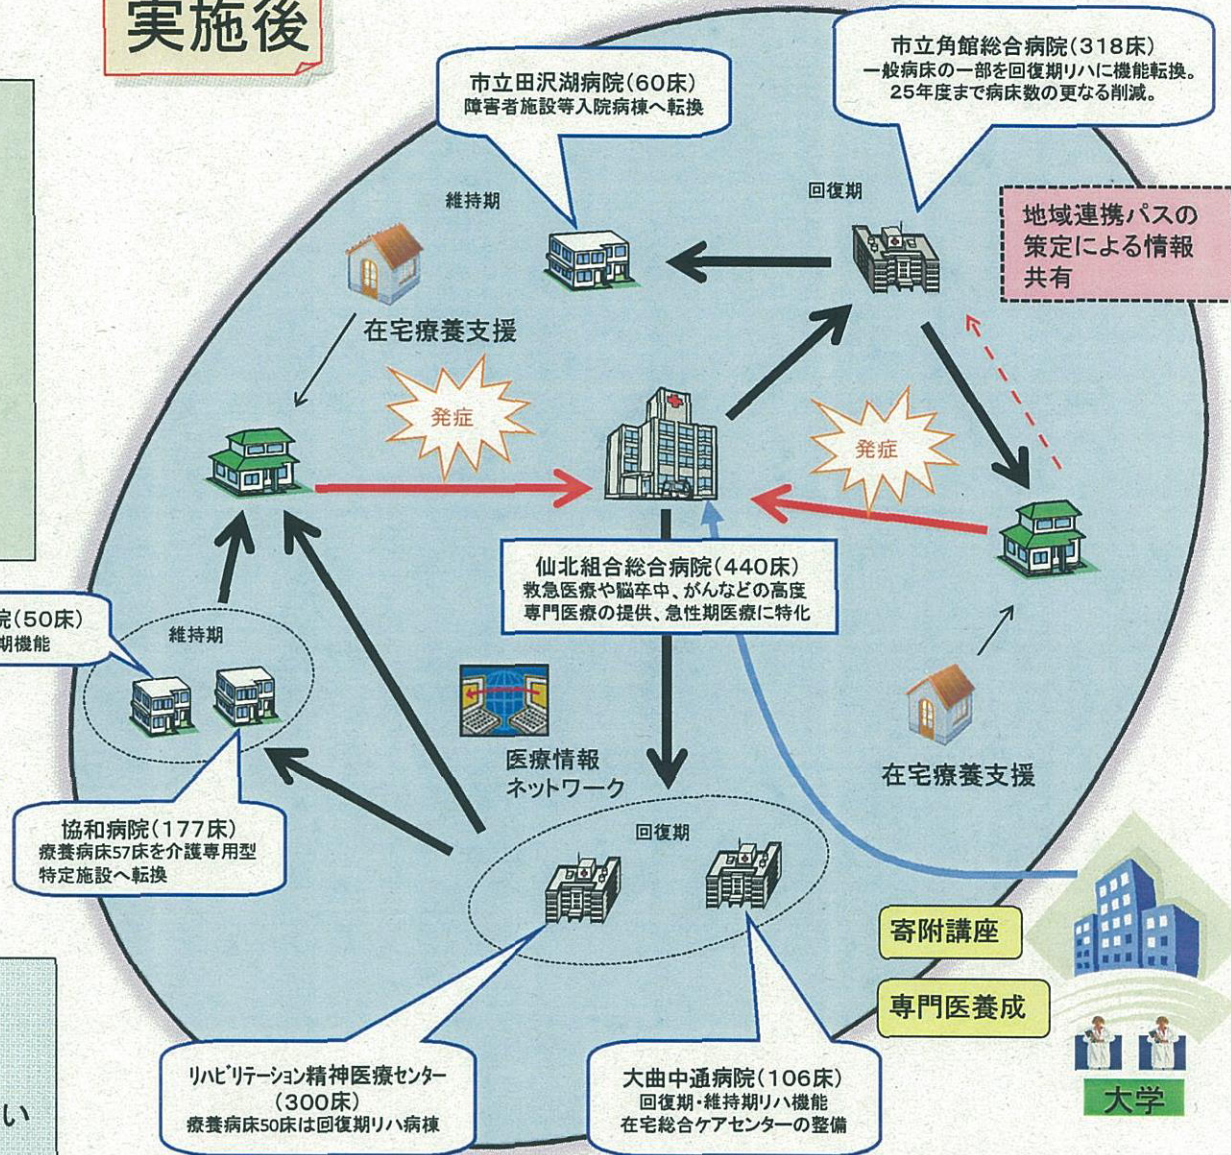 実施後
市立田沢湖病院(60床)
障害者施設等入院病棟へ転換
市立角館総合病院(318床)
一般病床の一部を回復期リハに機能転換。
25年度まで病床数の更なる削減。
維持期
回復期
地域連携パスの
策定による情報
共有
在宅療養支援
発症
発症
仙北組合総合病院(440床)
救急医療や脳卒中、がんなどの高度
専門医療の提供、急性期医療に特化
院(50床)
期機能
維持期
医療情報
ネットワーク
在宅療養支援
協和病院(177床)
療養病床57床を介護専用型
特定施設へ転換
回復期
寄附講座
専門医養成
リハビリテーション精神医療センター
(300床)
療養病床50床は回復期リハ病棟
大曲中通病院(106床)
回復期・維持期リハ機能
在宅総合ケアセンターの整備
大学
い